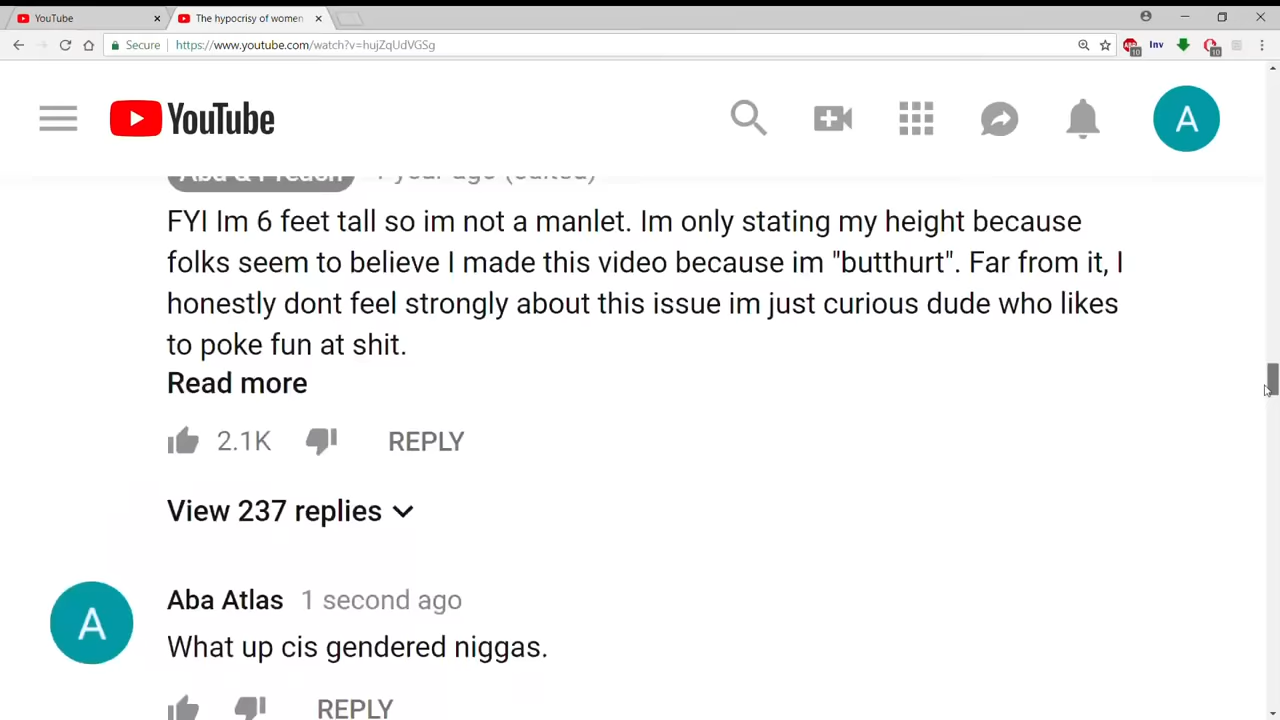 YouTube
The hypocrisy of women
Secure https://www.youtube.com/watch?v=hujZqUdVGSg
ABP 10 Inv 10
YouTube A
Aba & Preach 1 year ago (edited)
FYI Im 6 feet tall so im not a manlet. Im only stating my height because
folks seem to believe I made this video because im "butthurt". Far from it, I
honestly dont feel strongly about this issue im just curious dude who likes
to poke fun at shit.
Read more
2.1K REPLY
View 237 replies
Aba Atlas 1 second ago
A
What up cis gendered niggas.
REPLY